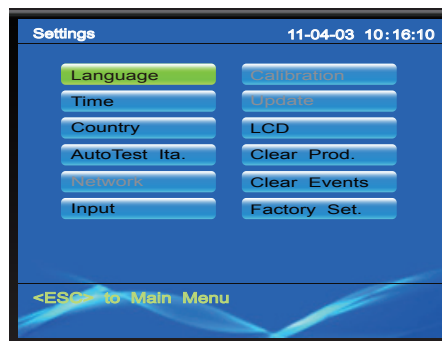 Settings 11-04-03 10:16:10
Language
Time
Country
AutoTest Ita.
Network
Input
Calibration
Update
LCD
Clear Prod.
Clear Events
Factory Set.
<ESC> to Main Menu